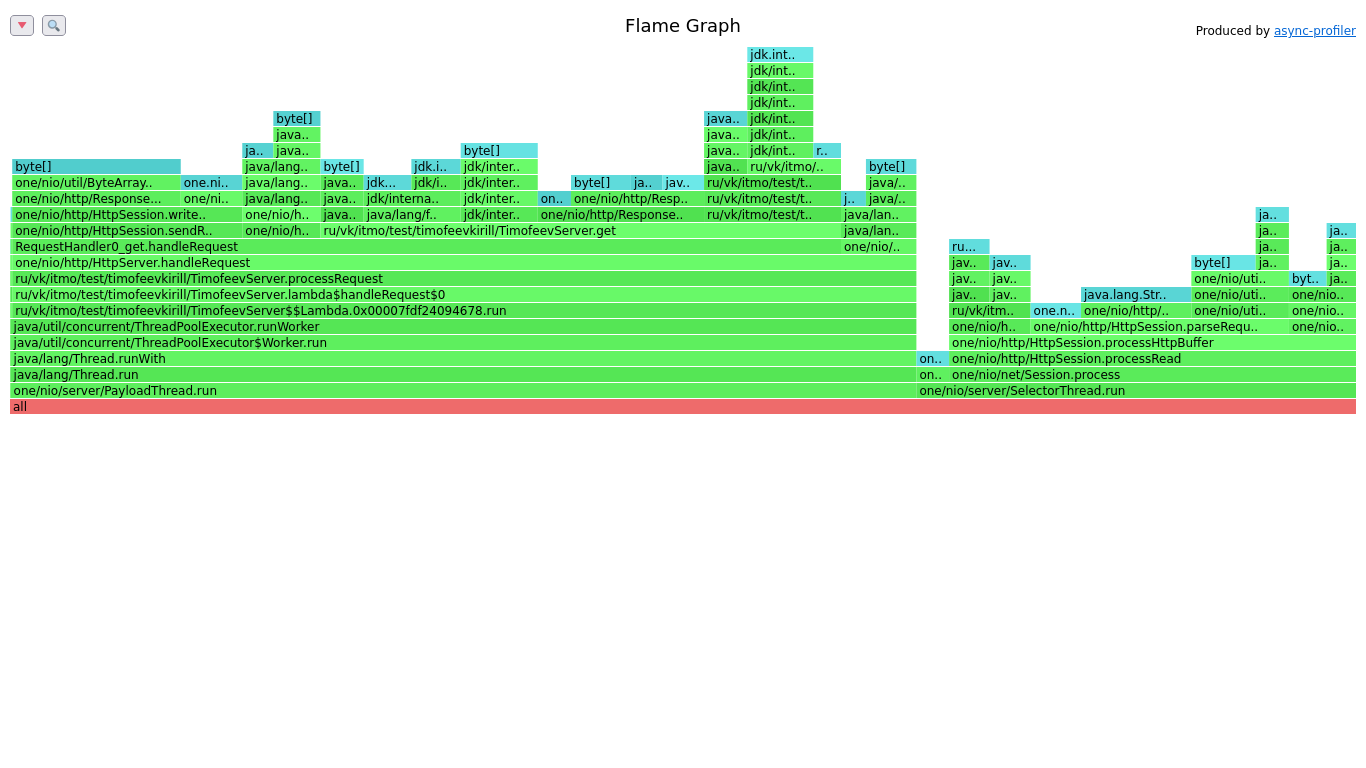 Flame Graph
Produced by async-profiler
jdk.int..
jdk/int..
jdk/int..
jdk/int..
byte[] java.. jdk/int..
java.. java.. jdk/int..
ja.. java.. byte[] java.. jdk/int.. r..
byte[] java/lang.. byte[] jdk.i.. jdk/inter.. java.. ru/vk/itmo/.. byte[]
one/nio/util/ByteArray.. one.ni.. java/lang.. java.. jdk... jdk/i.. jdk/inter.. byte[] ja.. jav.. ru/vk/itmo/test/t.. java/..
one/nio/http/Response... one/ni.. java/lang.. java.. jdk/interna.. jdk/inter.. on.. one/nio/http/Resp.. ru/vk/itmo/test/t.. j.. java/..
one/nio/http/HttpSession.write.. one/nio/h.. java.. java/lang/f.. jdk/inter.. one/nio/http/Response.. ru/vk/itmo/test/t.. java/lan.. ja..
one/nio/http/HttpSession.sendR.. one/nio/h.. ru/vk/itmo/test/timofeevkirill/TimofeevServer.get java/lan.. ja.. ja..
RequestHandler0_get.handleRequest one/nio/.. ru... ja.. ja..
one/nio/http/HttpServer.handleRequest jav.. jav.. byte[] ja.. ja..
ru/vk/itmo/test/timofeevkirill/TimofeevServer.processRequest jav.. jav.. one/nio/uti.. byt.. ja..
ru/vk/itmo/test/timofeevkirill/TimofeevServer.lambda$handleRequest$0 jav.. jav.. java.lang.Str.. one/nio/uti.. one/nio..
ru/vk/itmo/test/timofeevkirill/TimofeevServer$$Lambda.0x00007fdf24094678.run ru/vk/itm.. one.n.. one/nio/http/.. one/nio/uti.. one/nio..
java/util/concurrent/ThreadPoolExecutor.runWorker one/nio/h.. one/nio/http/HttpSession.parseRequ.. one/nio..
java/util/concurrent/ThreadPoolExecutor$Worker.run one/nio/http/HttpSession.processHttpBuffer
java/lang/Thread.runWith on.. one/nio/http/HttpSession.processRead
java/lang/Thread.run on.. one/nio/net/Session.process
one/nio/server/PayloadThread.run one/nio/server/SelectorThread.run
all